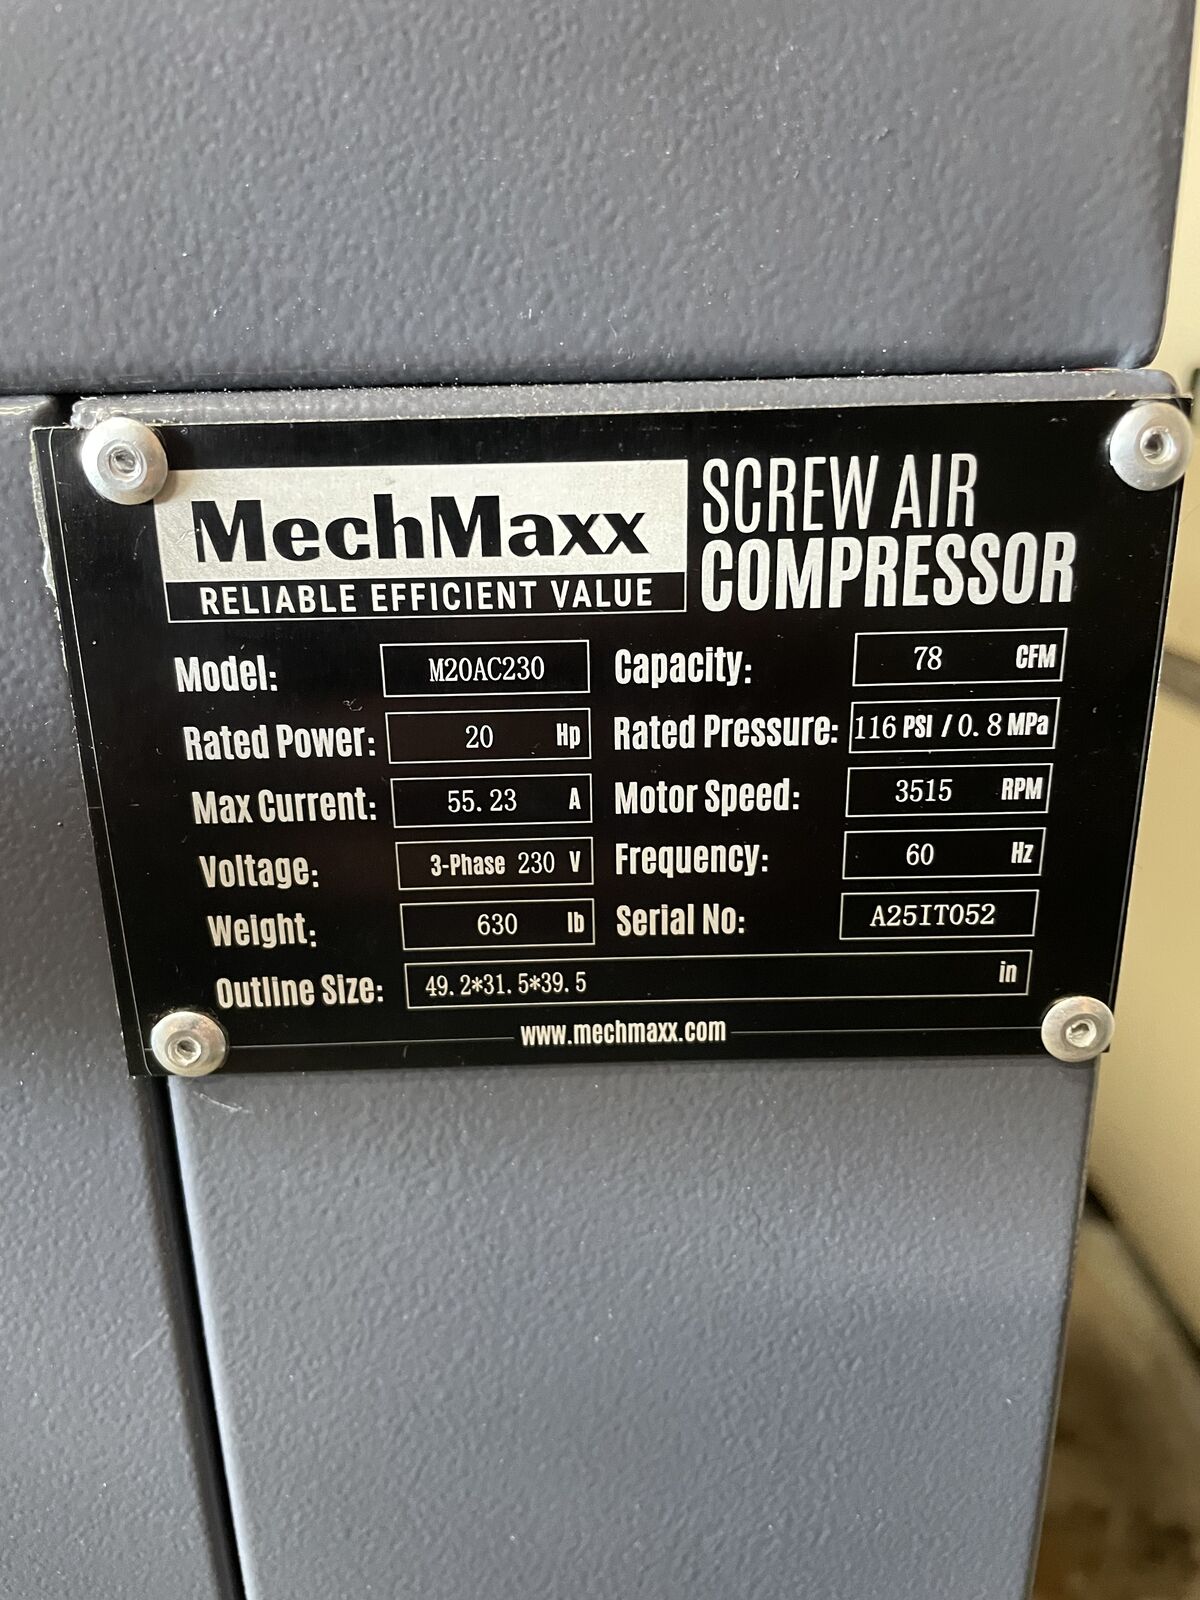 MechMaxx
RELIABLE EFFICIENT VALUE
SCREW AIR
COMPRESSOR
Model: M20AC230
Capacity: 78 CFM
Rated Power: 20 Hp
Rated Pressure: 116 PSI / 0.8 MPa
Max Current: 55.23 A
Motor Speed: 3515 RPM
Voltage: 3-Phase 230 V
Frequency: 60 Hz
Weight: 630 lb
Serial No: A25IT052
Outline Size: 49.2*31.5*39.5 in
www.mechmaxx.com